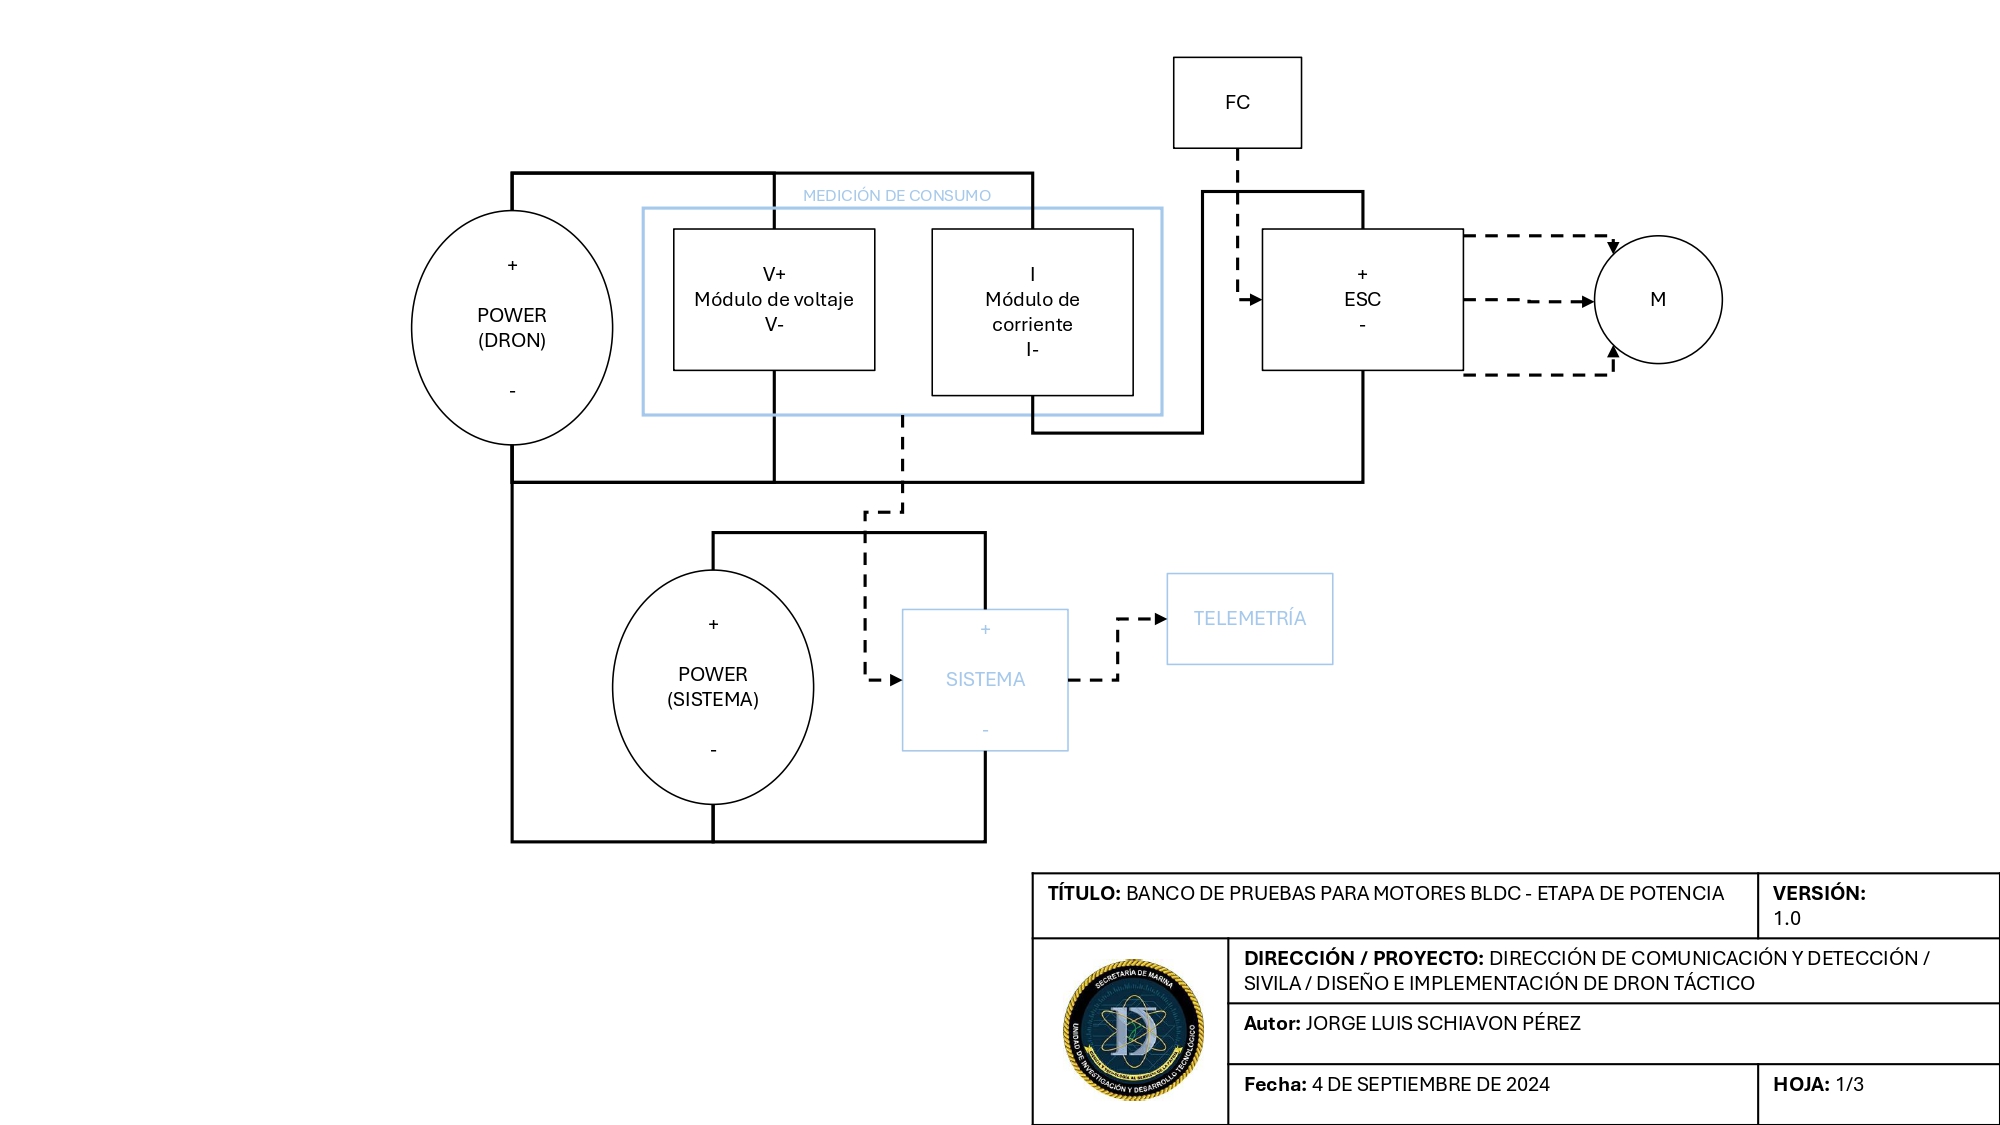 FC
MEDICIÓN DE CONSUMO
+
POWER
(DRON)
-
V+
Módulo de voltaje
V-
I
Módulo de
corriente
I-
+
ESC
-
M
+
POWER
(SISTEMA)
-
+
SISTEMA
-
TELEMETRÍA
TÍTULO: BANCO DE PRUEBAS PARA MOTORES BLDC - ETAPA DE POTENCIA
VERSIÓN:
1.0
DIRECCIÓN / PROYECTO: DIRECCIÓN DE COMUNICACIÓN Y DETECCIÓN /
SIVILA / DISEÑO E IMPLEMENTACIÓN DE DRON TÁCTICO
Autor: JORGE LUIS SCHIAVON PÉREZ
Fecha: 4 DE SEPTIEMBRE DE 2024
HOJA: 1/3
SECRETARÍA DE MARINA
UNIDAD DE INVESTIGACIÓN Y DESARROLLO TECNOLÓGICO